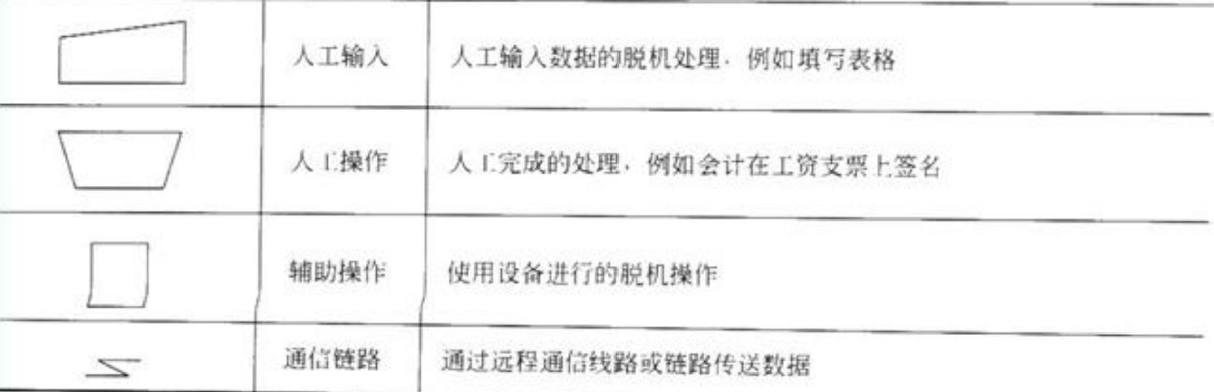 人工输入 人工输入数据的脱机处理，例如填写表格
人工操作 人工完成的处理，例如会计在工资支票上签名
辅助操作 使用设备进行的脱机操作
通信链路 通过远程通信线路或链路传送数据